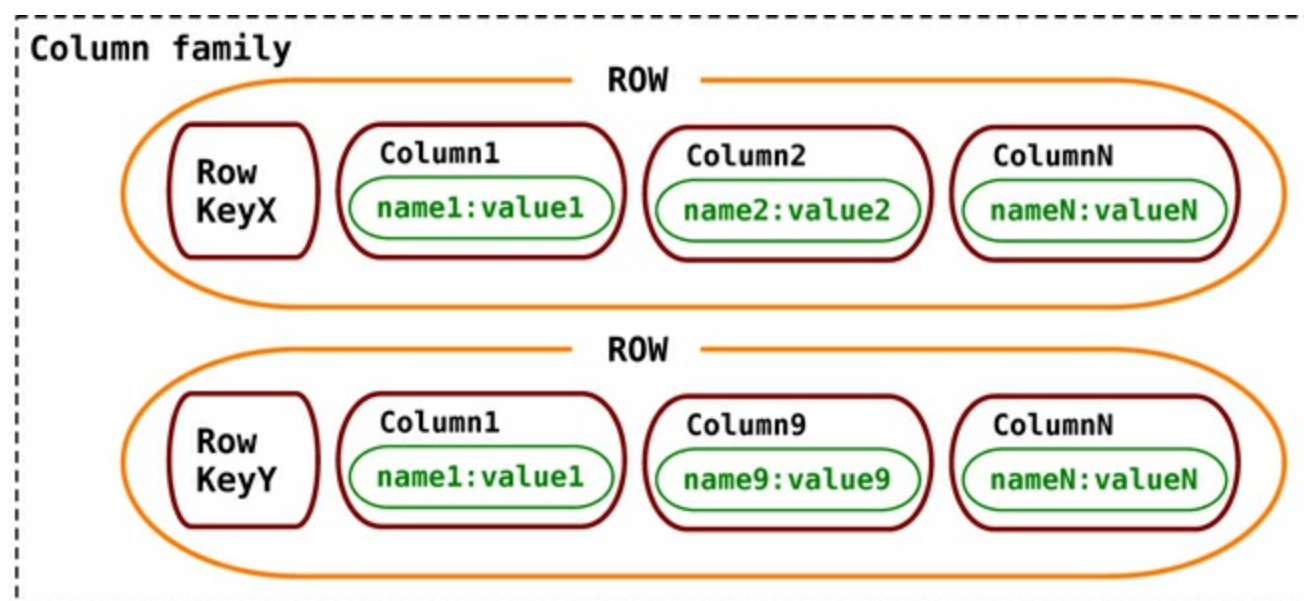 Column family
ROW
Row
KeyX
Column1
name1:value1
Column2
name2:value2
ColumnN
nameN:valueN
ROW
Row
KeyY
Column1
name1:value1
Column9
name9:value9
ColumnN
nameN:valueN